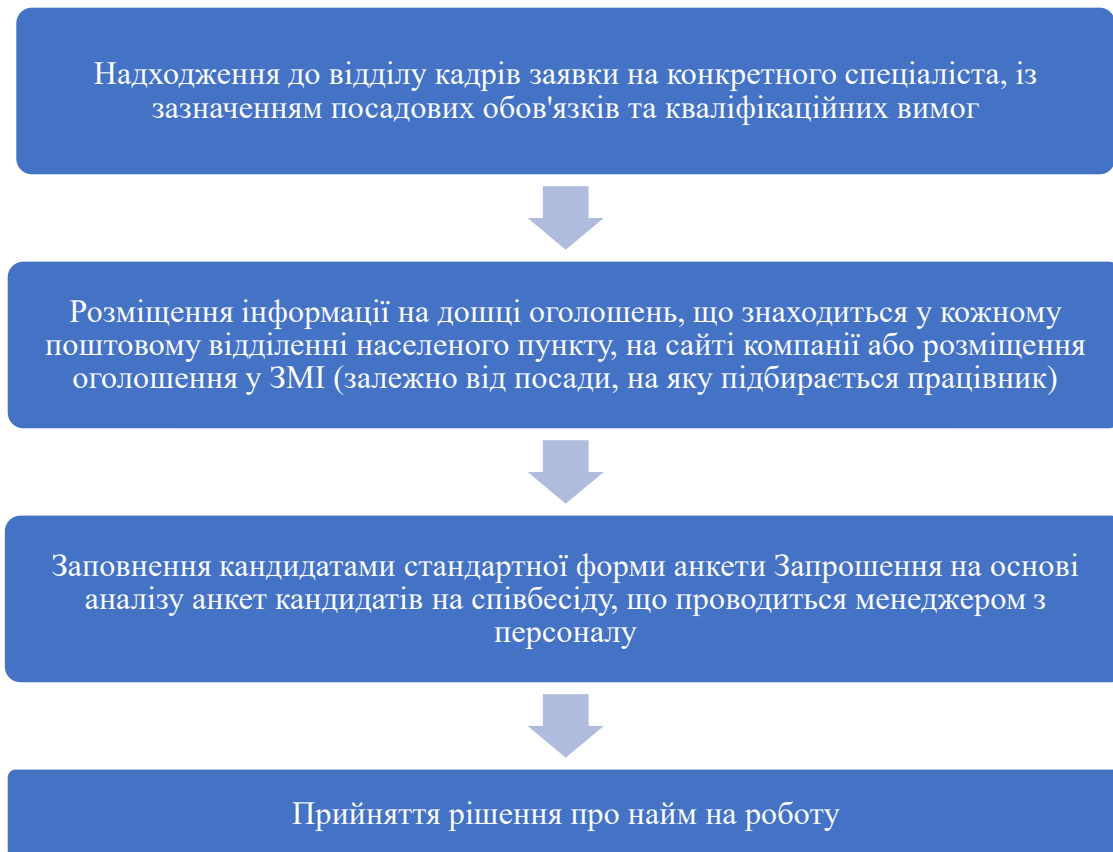 Надходження до відділу кадрів заявки на конкретного спеціаліста, із
зазначенням посадових обов'язків та кваліфікаційних вимог
Розміщення інформації на дошці оголошень, що знаходиться у кожному
поштовому відділенні населеного пункту, на сайті компанії або розміщення
оголошення у ЗМІ (залежно від посади, на яку підбирається працівник)
Заповнення кандидатами стандартної форми анкети Запрошення на основі
аналізу анкет кандидатів на співбесіду, що проводиться менеджером з
персоналу
Прийняття рішення про найм на роботу